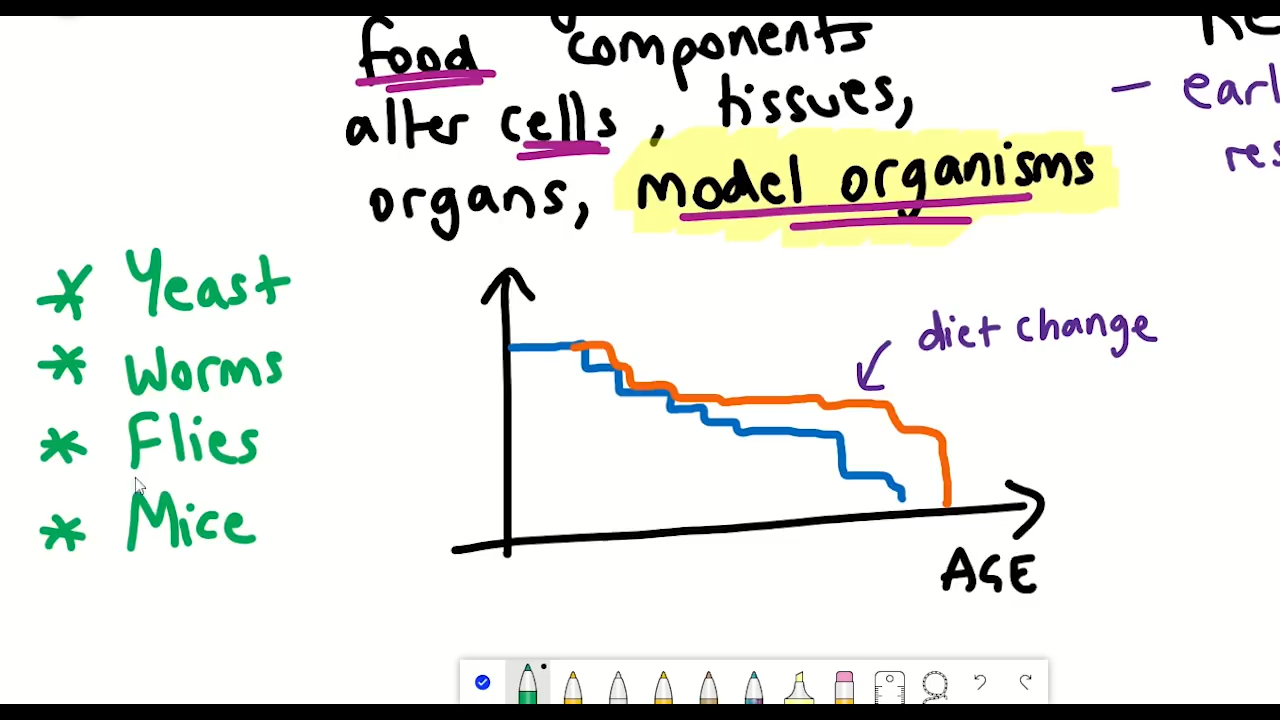 food components
alter cells, tissues,
organs, model organisms
- earl
res
* Yeast
* Worms
* Flies
* Mice
diet change
AGE